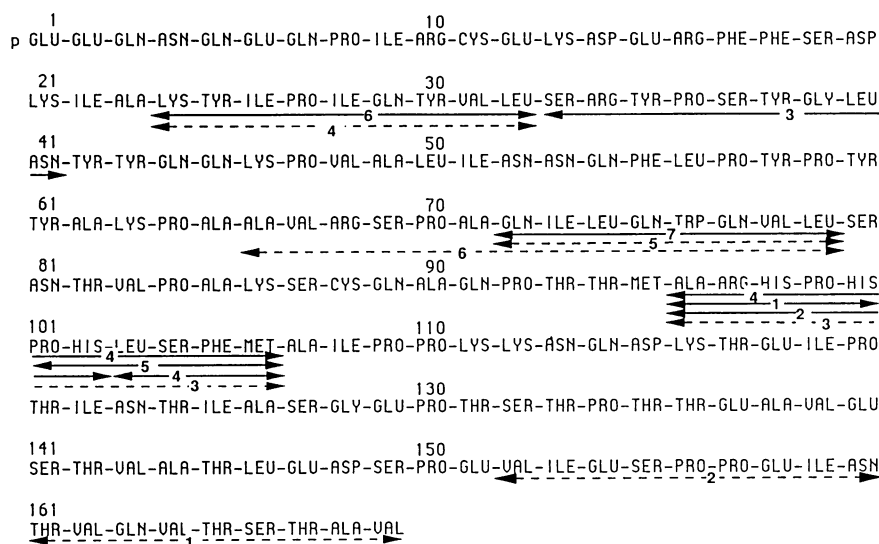 1 10
p GLU-GLU-GLN-ASN-GLN-GLU-GLN-PRO-ILE-ARG-CYS-GLU-LYS-ASP-GLU-ARG-PHE-PHE-SER-ASP
21 30
LYS-ILE-ALA-LYS-TYR-ILE-PRO-ILE-GLN-TYR-VAL-LEU-SER-ARG-TYR-PRO-SER-TYR-GLY-LEU
6 3
4
41 50
ASN-TYR-TYR-GLN-GLN-LYS-PRO-VAL-ALA-LEU-ILE-ASN-ASN-GLN-PHE-LEU-PRO-TYR-PRO-TYR
61 70
TYR-ALA-LYS-PRO-ALA-ALA-VAL-ARG-SER-PRO-ALA-GLN-ILE-LEU-GLN-TRP-GLN-VAL-LEU-SER
7
5
6
81 90
ASN-THR-VAL-PRO-ALA-LYS-SER-CYS-GLN-ALA-GLN-PRO-THR-THR-MET-ALA-ARG-HIS-PRO-HIS
4
1
2
3
101 110
PRO-HIS-LEU-SER-PHE-MET-ALA-ILE-PRO-PRO-LYS-LYS-ASN-GLN-ASP-LYS-THR-GLU-ILE-PRO
4
5
4
3
130
THR-ILE-ASN-THR-ILE-ALA-SER-GLY-GLU-PRO-THR-SER-THR-PRO-THR-THR-GLU-ALA-VAL-GLU
141 150
SER-THR-VAL-ALA-THR-LEU-GLU-ASP-SER-PRO-GLU-VAL-ILE-GLU-SER-PRO-PRO-GLU-ILE-ASN
2
161
THR-VAL-GLN-VAL-THR-SER-THR-ALA-VAL
1